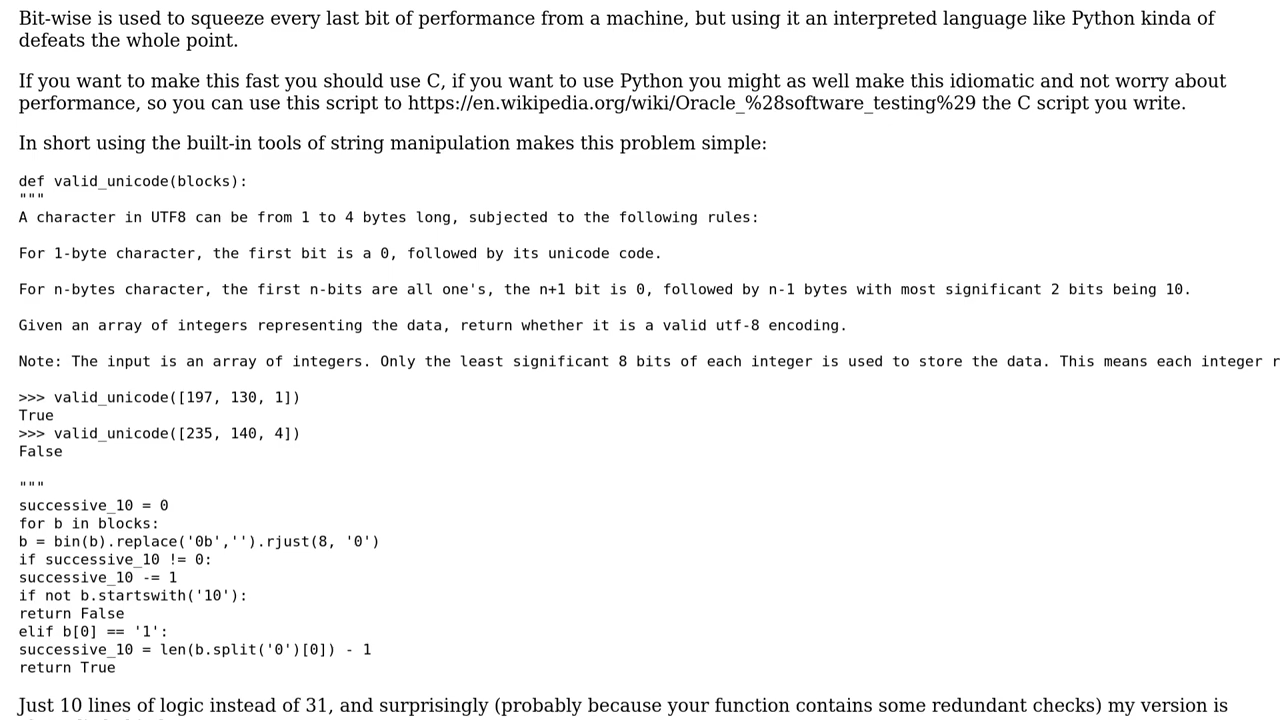 Bit-wise is used to squeeze every last bit of performance from a machine, but using it an interpreted language like Python kinda of
defeats the whole point.
If you want to make this fast you should use C, if you want to use Python you might as well make this idiomatic and not worry about
performance, so you can use this script to https://en.wikipedia.org/wiki/Oracle_%28software_testing%29 the C script you write.
In short using the built-in tools of string manipulation makes this problem simple:
def valid_unicode(blocks):
"""
A character in UTF8 can be from 1 to 4 bytes long, subjected to the following rules:
For 1-byte character, the first bit is a 0, followed by its unicode code.
For n-bytes character, the first n-bits are all one's, the n+1 bit is 0, followed by n-1 bytes with most significant 2 bits being 10.
Given an array of integers representing the data, return whether it is a valid utf-8 encoding.
Note: The input is an array of integers. Only the least significant 8 bits of each integer is used to store the data. This means each integer r
>>> valid_unicode([197, 130, 1])
True
>>> valid_unicode([235, 140, 4])
False
"""
successive_10 = 0
for b in blocks:
b = bin(b).replace('0b','').rjust(8, '0')
if successive_10 != 0:
successive_10 -= 1
if not b.startswith('10'):
return False
elif b[0] == '1':
successive_10 = len(b.split('0')[0]) - 1
return True
Just 10 lines of logic instead of 31, and surprisingly (probably because your function contains some redundant checks) my version is